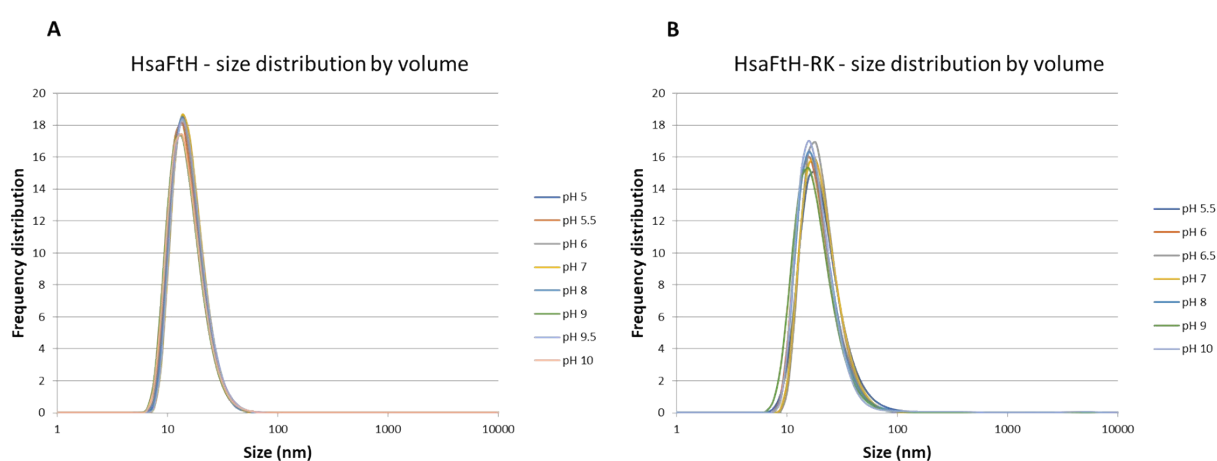 A
HsaFtH - size distribution by volume
Frequency distribution
20
18
16
14
12
10
8
6
4
2
0
1
10
100
1000
10000
Size (nm)
pH 5
pH 5.5
pH 6
pH 7
pH 8
pH 9
pH 9.5
pH 10
B
HsaFtH-RK - size distribution by volume
Frequency distribution
20
18
16
14
12
10
8
6
4
2
0
1
10
100
1000
10000
Size (nm)
pH 5.5
pH 6
pH 6.5
pH 7
pH 8
pH 9
pH 10